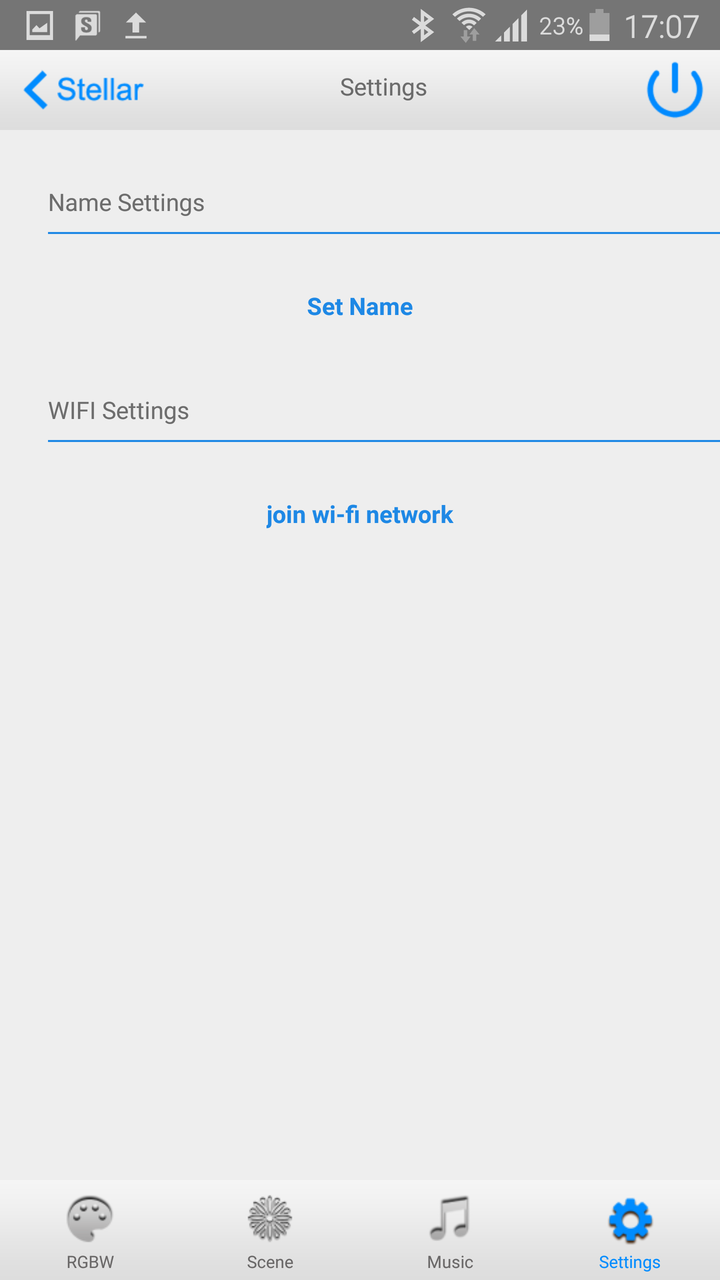 S 23% 17:07
Stellar Settings
Name Settings
Set Name
WIFI Settings
join wi-fi network
RGBW Scene Music Settings